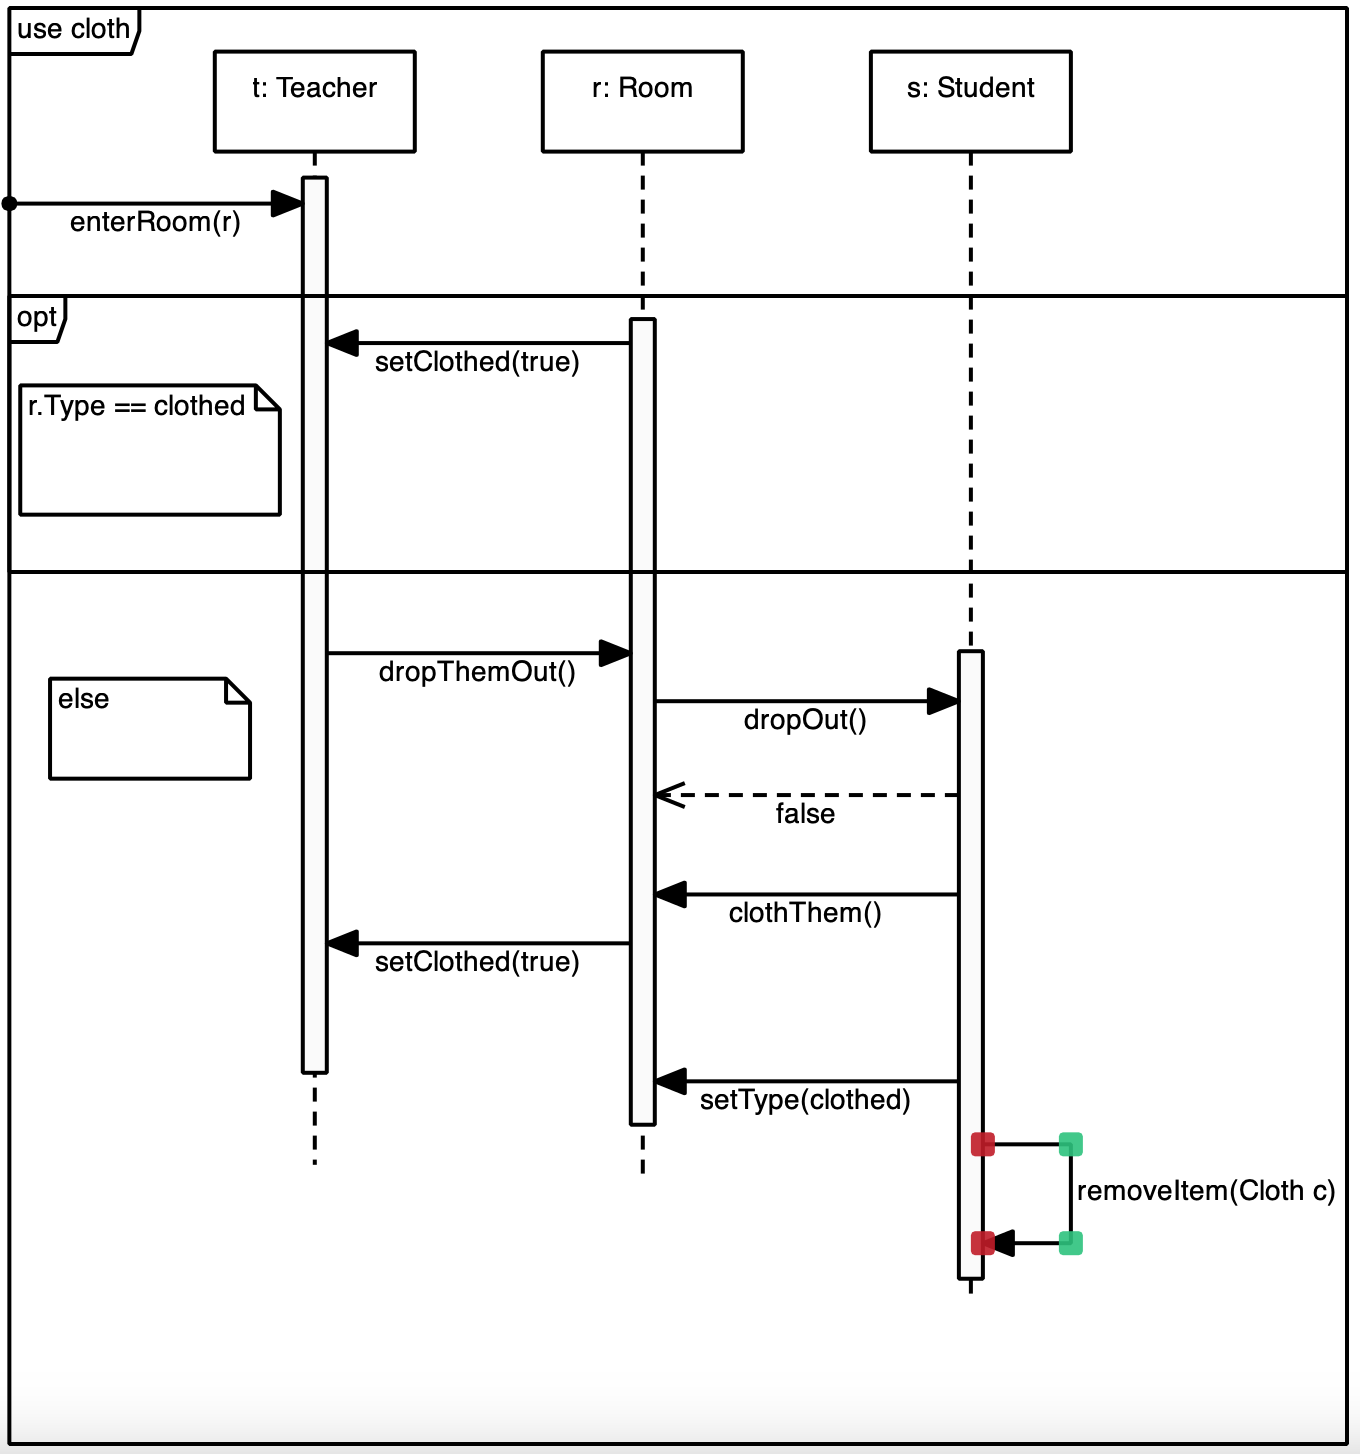 use cloth
t: Teacher
r: Room
s: Student
enterRoom(r)
opt
setClothed(true)
r.Type == clothed
dropThemOut()
else
dropOut()
false
clothThem()
setClothed(true)
setType(clothed)
removeItem(Cloth c)